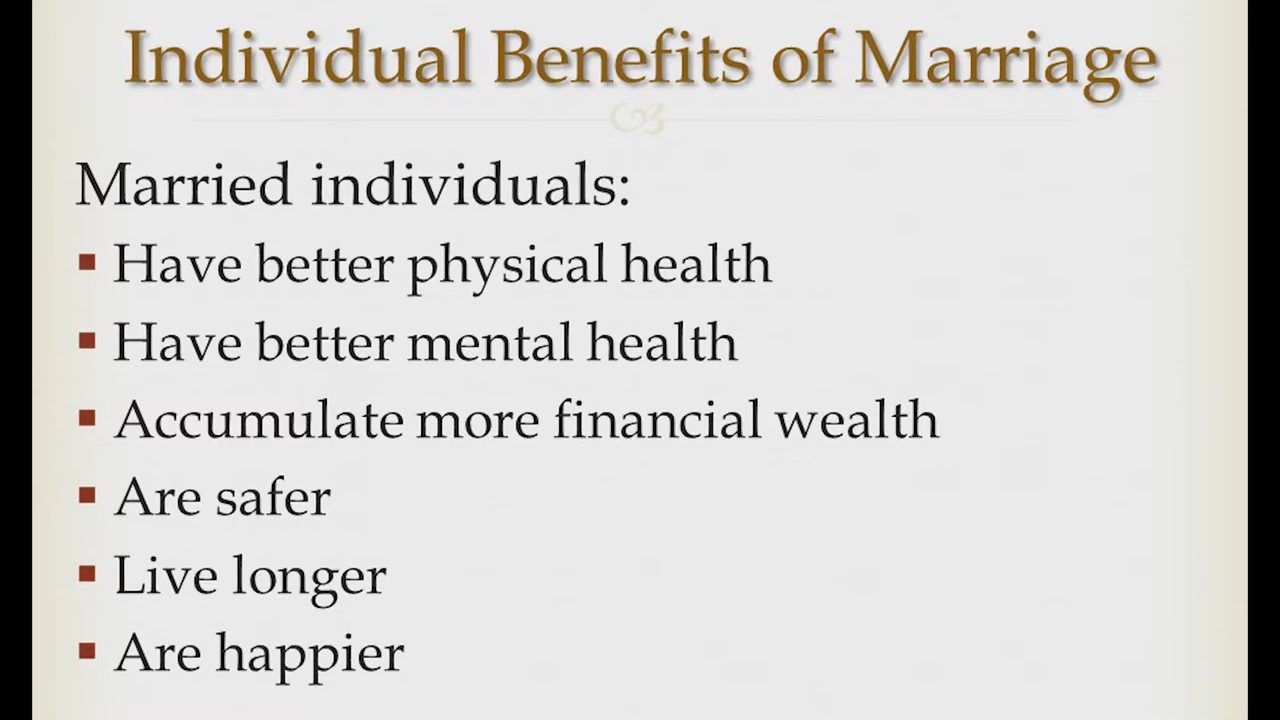 Individual Benefits of Marriage
Married individuals:
▪ Have better physical health
▪ Have better mental health
▪ Accumulate more financial wealth
▪ Are safer
▪ Live longer
▪ Are happier